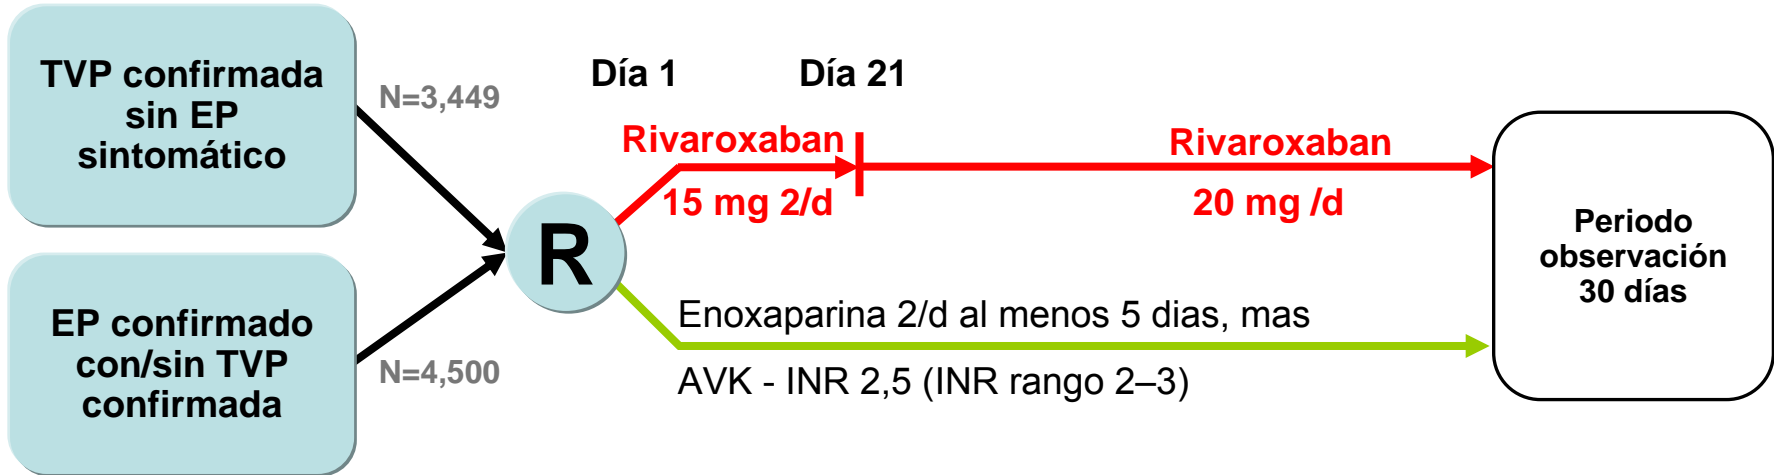 TVP confirmada
sin EP
sintomático
N=3,449
EP confirmado
con/sin TVP
confirmada
N=4,500
R
Día 1
Día 21
Rivaroxaban
15 mg 2/d
Rivaroxaban
20 mg /d
Enoxaparina 2/d al menos 5 dias, mas
AVK - INR 2,5 (INR rango 2–3)
Periodo
observación
30 días